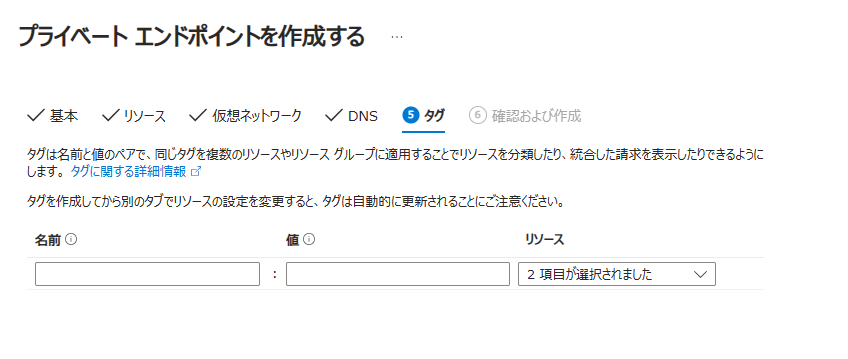 プライベート エンドポイントを作成する ...
基本 リソース 仮想ネットワーク DNS 5 タグ 6 確認および作成
タグは名前と値のペアで、同じタグを複数のリソースやリソース グループに適用することでリソースを分類したり、統合した請求を表示したりできるように
します。 タグに関する詳細情報
タグを作成してから別のタブでリソースの設定を変更すると、タグは自動的に更新されることにご注意ください。
名前 値 リソース
: 2 項目が選択されました